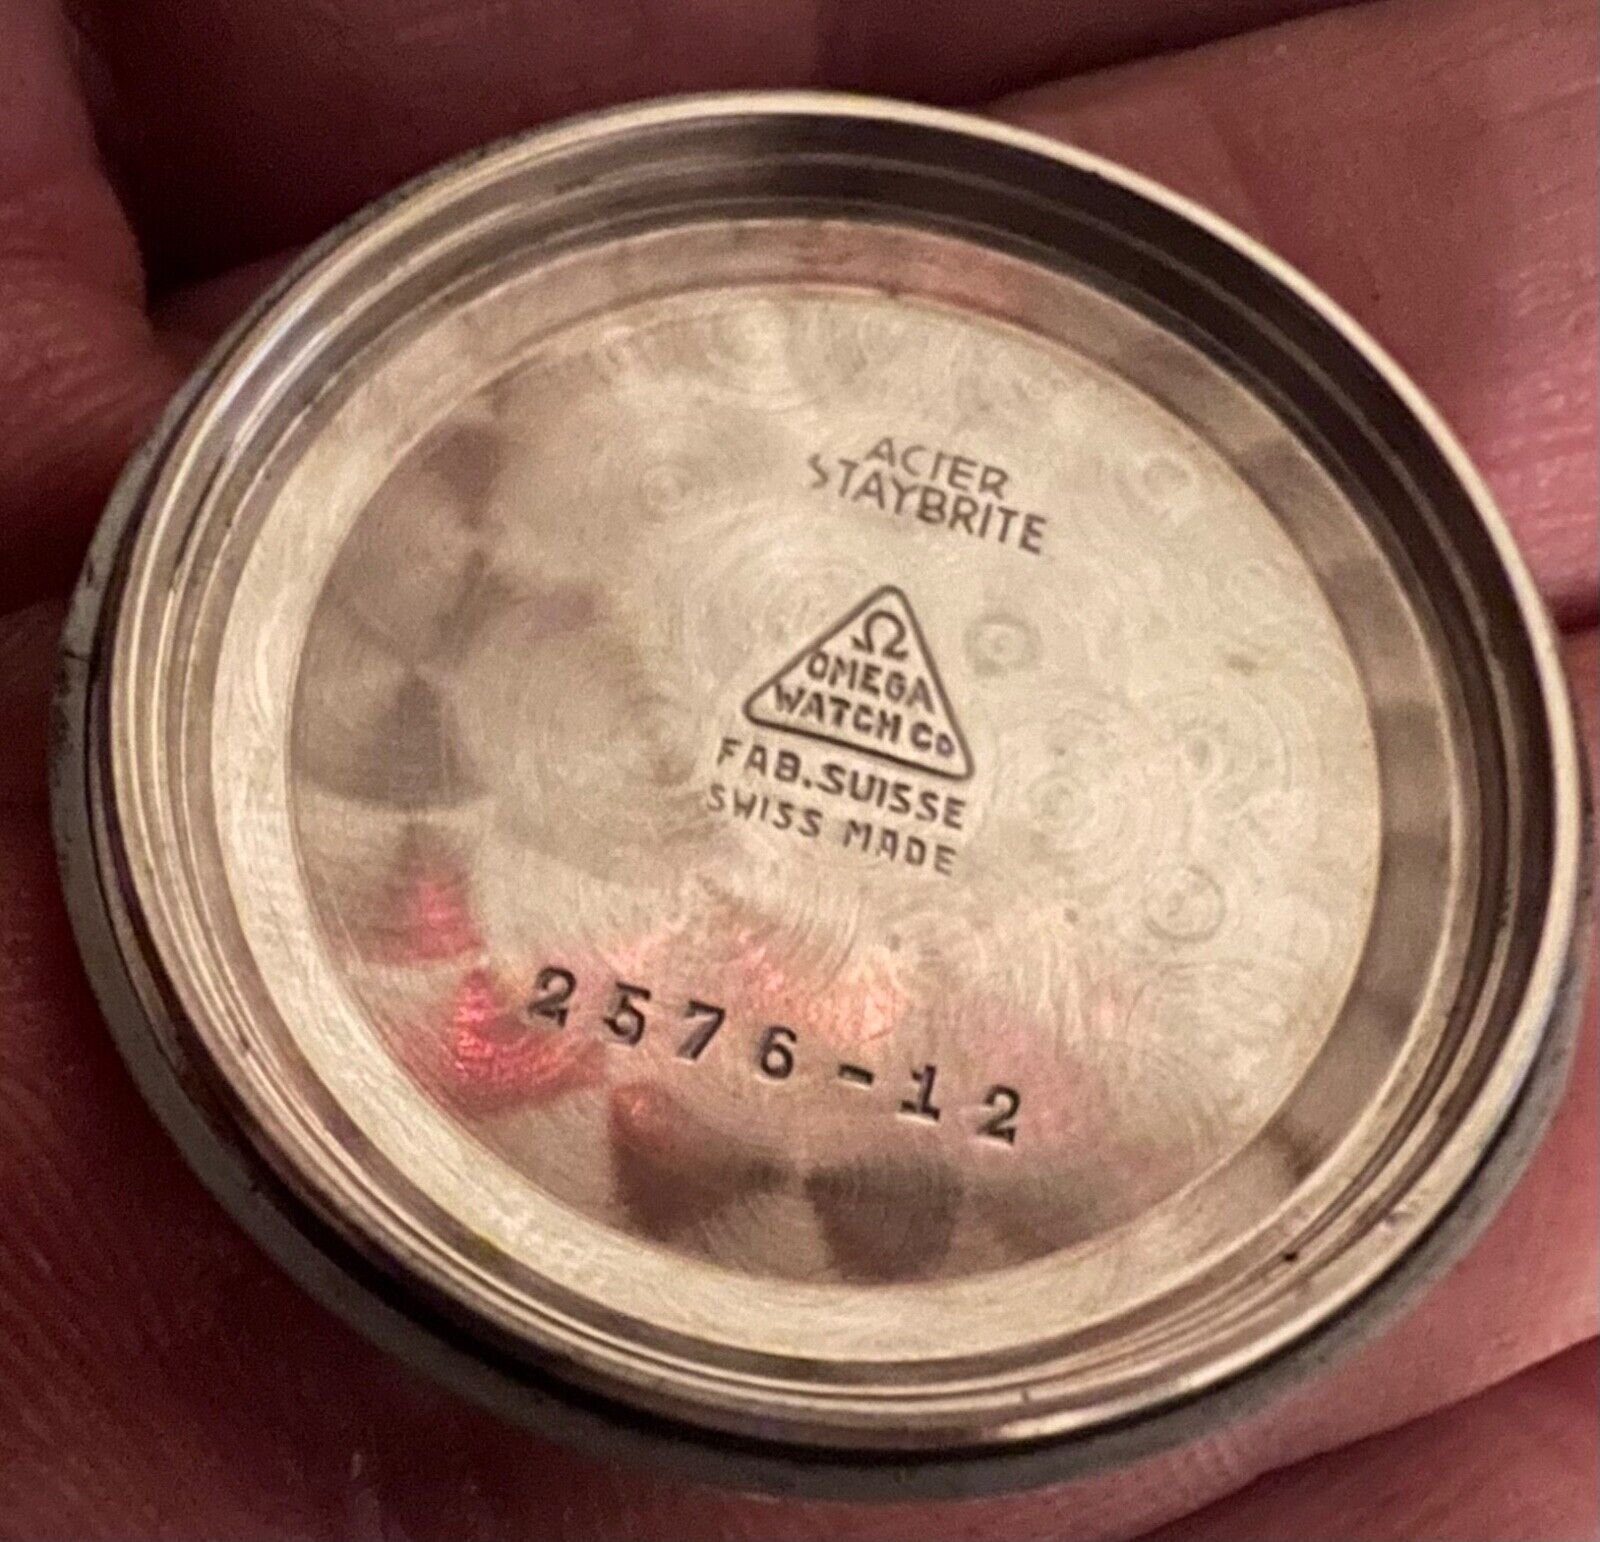 ACIER
STAYBRITE
Ω
OMEGA
WATCH CO
FAB. SUISSE
SWISS MADE
2576-12